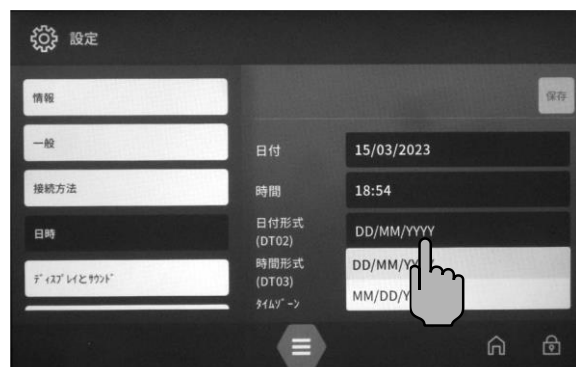 設定
情報
一般
接続方法
日時
ディスプレイとサウンド
保存
日付
15/03/2023
時間
18:54
日付形式
(DT02)
DD/MM/YYYY
時間形式
(DT03)
DD/MM/
MM/DD/Y
タイムゾーン